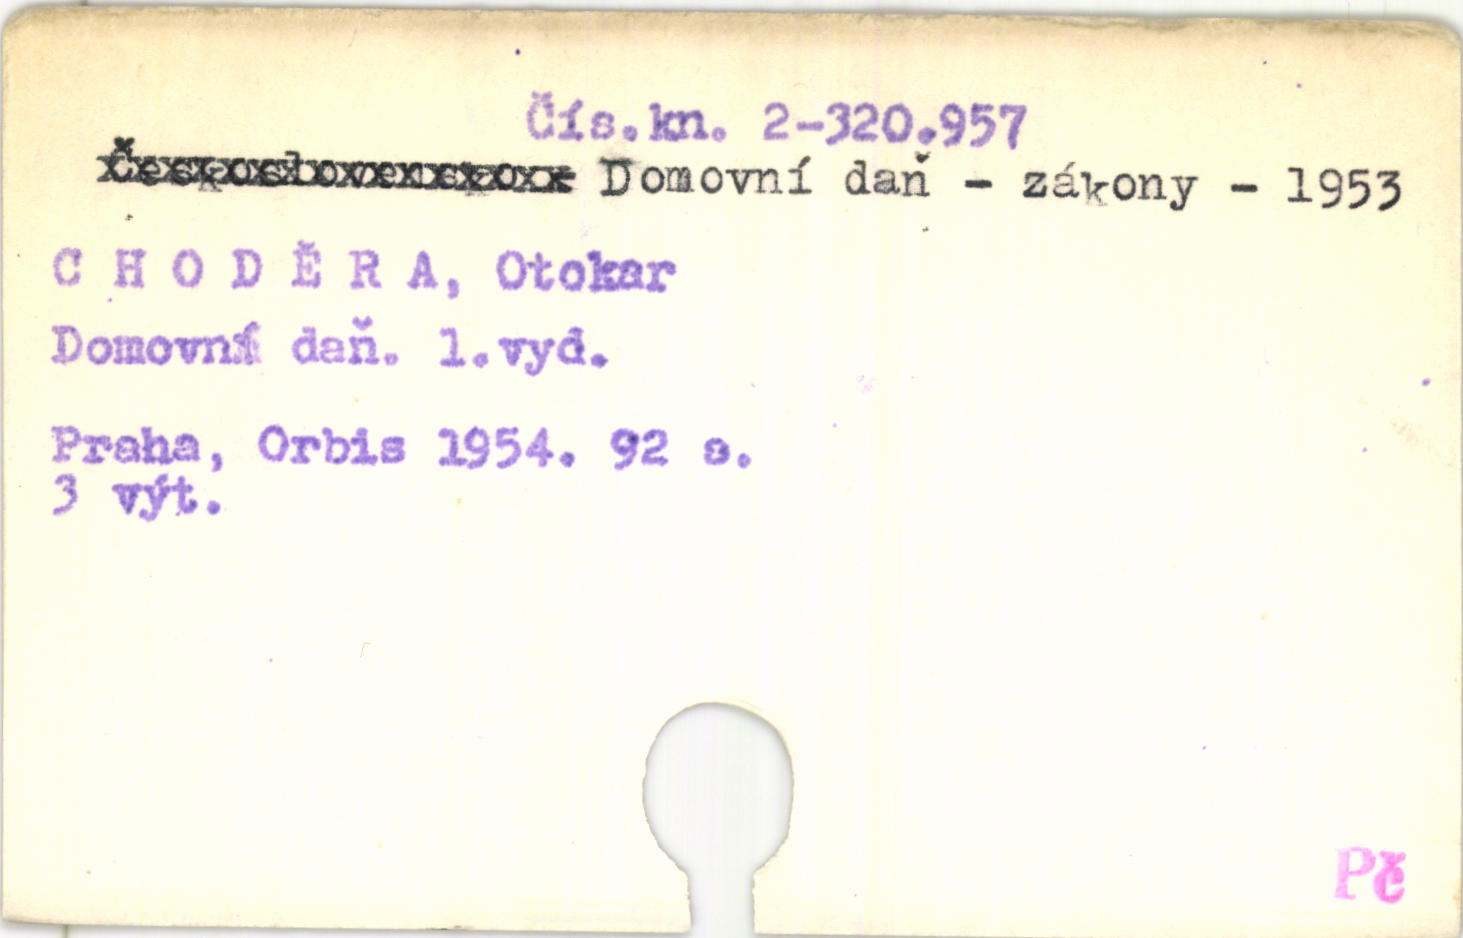 Čís.kn. 2-320.957
Domovní daň - zákony - 1953
C H O D Ě R A, Otokar
Domovní daň. 1.vyd.
Praha, Orbis 1954. 92 s.
3 výt.
Pč